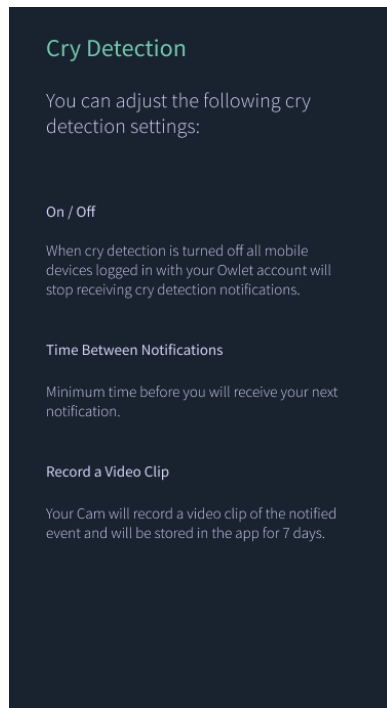 Cry Detection
You can adjust the following cry
detection settings:
On / Off
When cry detection is turned off all mobile
devices logged in with your Owlet account will
stop receiving cry detection notifications.
Time Between Notifications
Minimum time before you will receive your next
notification.
Record a Video Clip
Your Cam will record a video clip of the notified
event and will be stored in the app for 7 days.